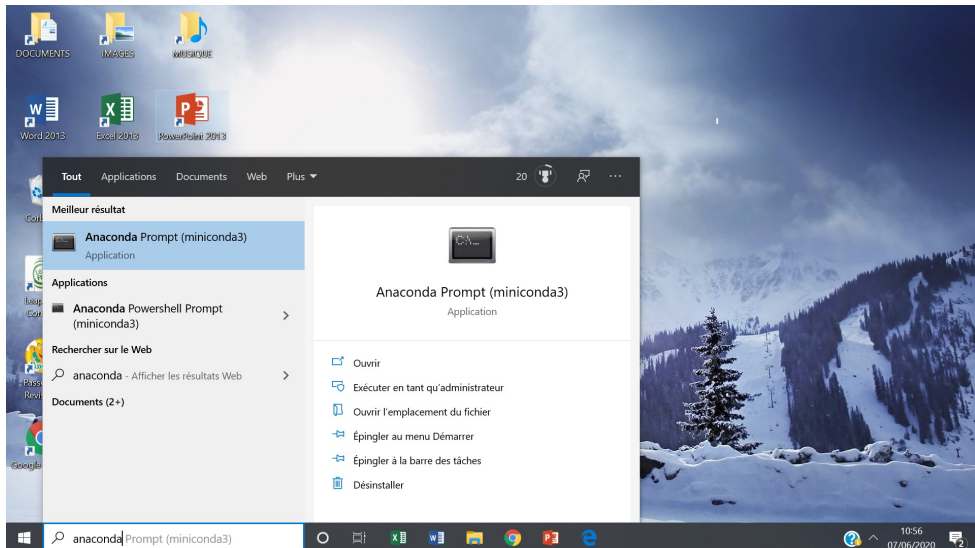 DOCUMENTS IMAGES MUSIQUE
Word 2013 Excel 2013 PowerPoint 2013
Tout Applications Documents Web Plus 20 ...
Meilleur résultat
Anaconda Prompt (miniconda3)
Application
Applications
Anaconda Powershell Prompt
(miniconda3)
Rechercher sur le Web
anaconda - Afficher les résultats Web
Documents (2+)
C:\_
Anaconda Prompt (miniconda3)
Application
Ouvrir
Exécuter en tant qu'administrateur
Ouvrir l'emplacement du fichier
Épingler au menu Démarrer
Épingler à la barre des tâches
Désinstaller
Google
anaconda Prompt (miniconda3)
10:56
07/06/2020
2